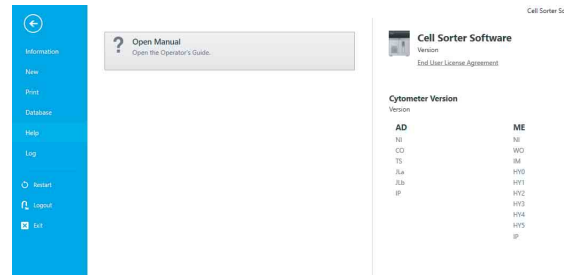 Cell Sorter So
Information
New
Print
Database
Help
Log
Restart
Logout
Exit
?
Open Manual
Open the Operator's Guide.
Cell Sorter Software
Version
End User License Agreement
Cytometer Version
Version
AD
NI
CO
TS
JLa
JLb
IP
ME
NI
WO
IM
HY0
HY1
HY2
HY3
HY4
HY5
IP